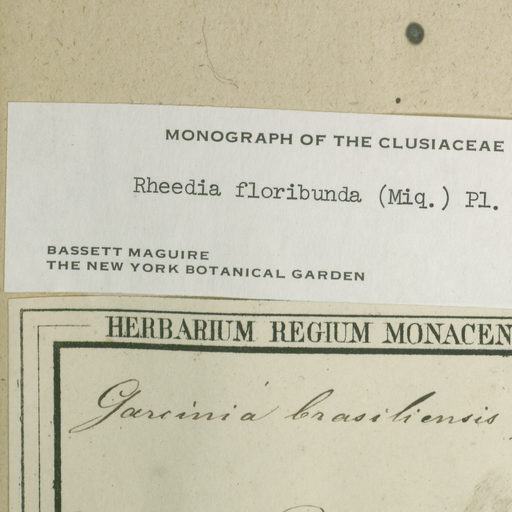 MONOGRAPH OF THE CLUSIACEAE
Rheedia floribunda (Miq.) Pl.
BASSETT MAGUIRE
THE NEW YORK BOTANICAL GARDEN
HERBARIUM REGIUM MONACEN
Garcinia brasiliensis